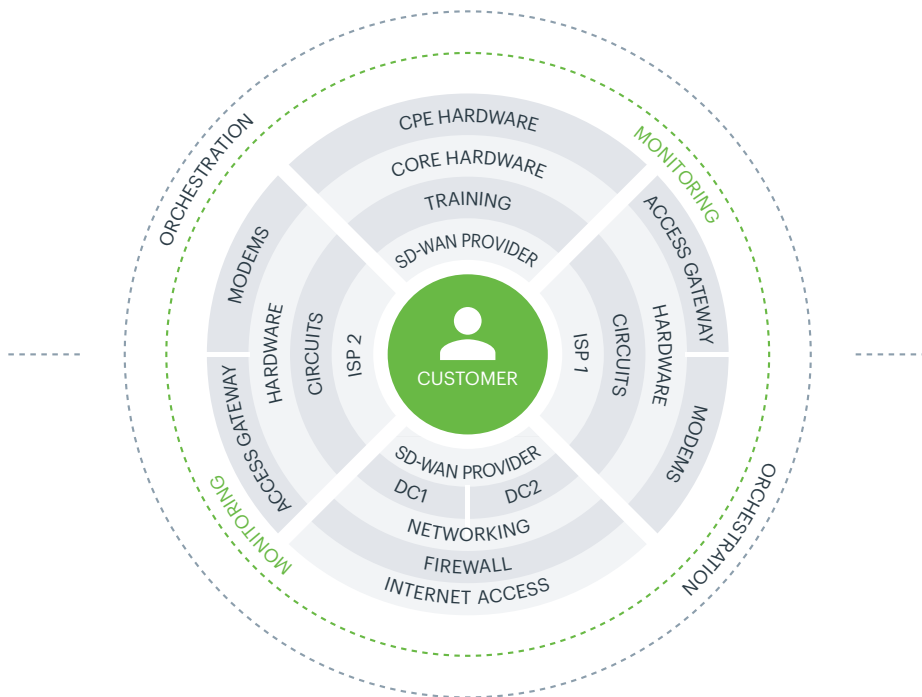 ORCHESTRATION
MONITORING
CPE HARDWARE
CORE HARDWARE
TRAINING
SD-WAN PROVIDER
MODEMS
ACCESS GATEWAY
HARDWARE
CIRCUITS
ISP 2
CUSTOMER
ISP 1
CIRCUITS
HARDWARE
ACCESS GATEWAY
MODEMS
SD-WAN PROVIDER
DC1
DC2
NETWORKING
FIREWALL
INTERNET ACCESS
MONITORING
ORCHESTRATION